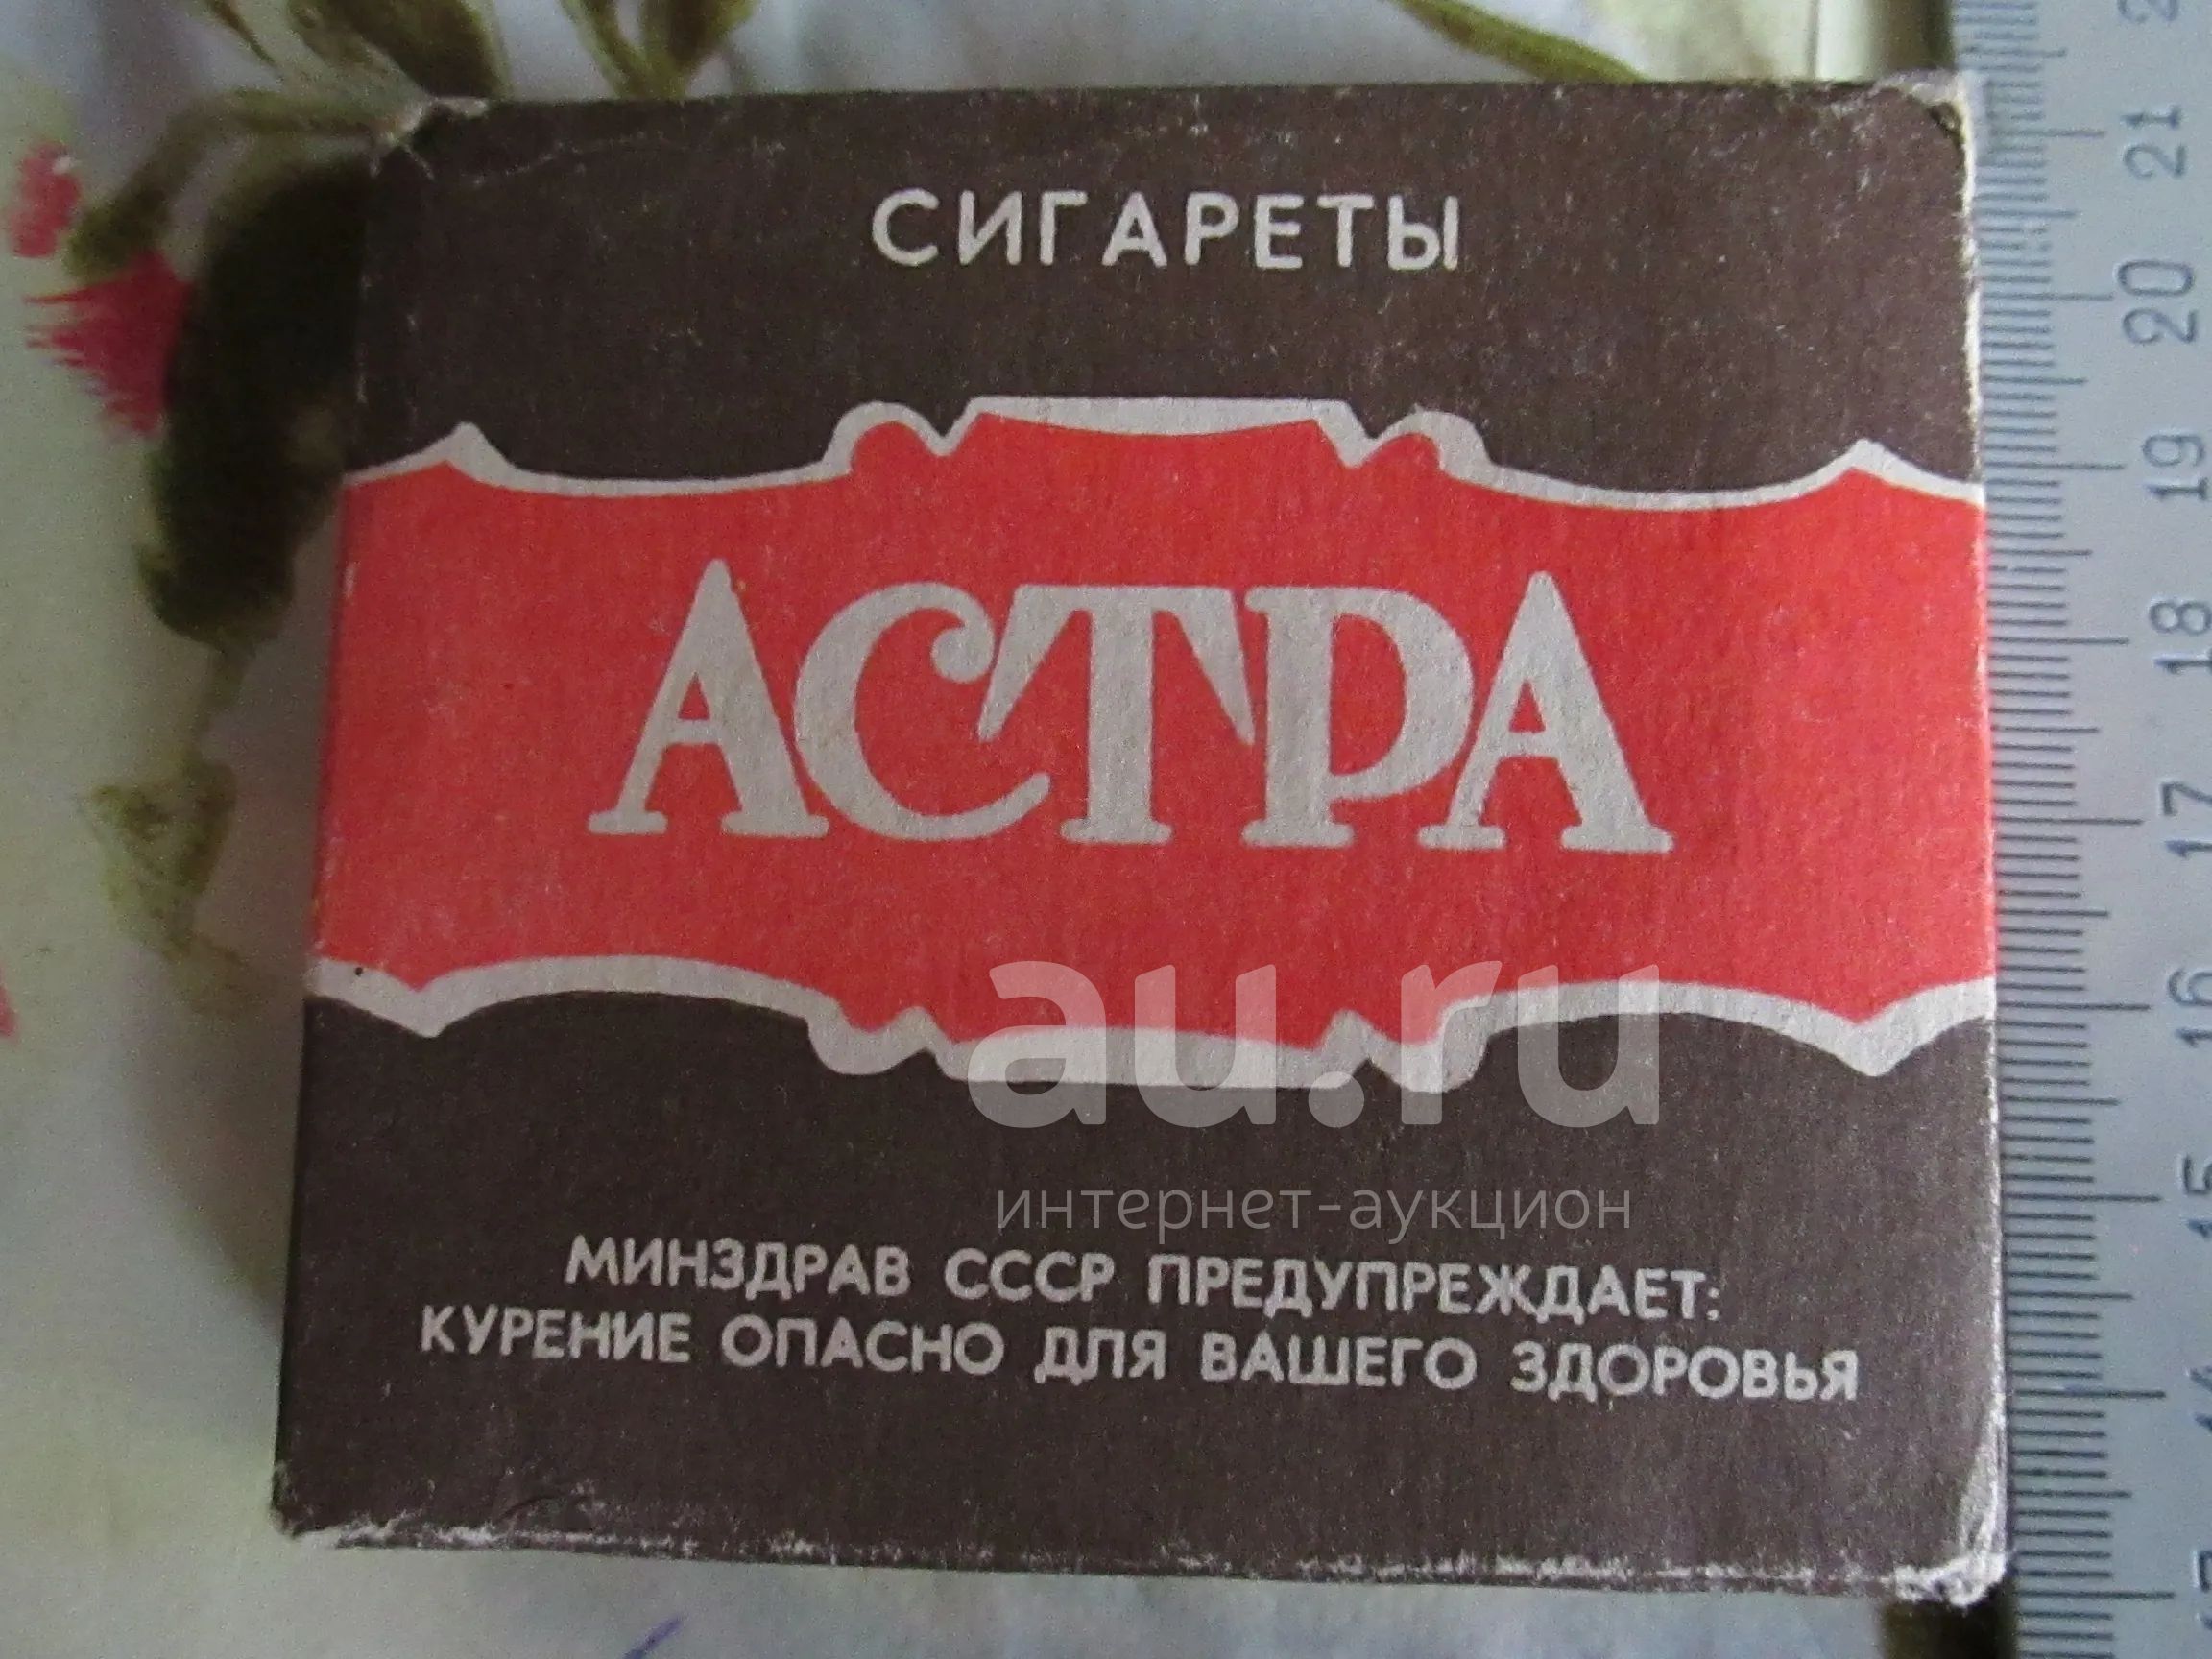 СИГАРЕТЫ
АСТРА
au.ru
интернет-аукцион
МИНЗДРАВ СССР ПРЕДУПРЕЖДАЕТ:
КУРЕНИЕ ОПАСНО ДЛЯ ВАШЕГО ЗДОРОВЬЯ
21
20
19
18
17
16
15
14